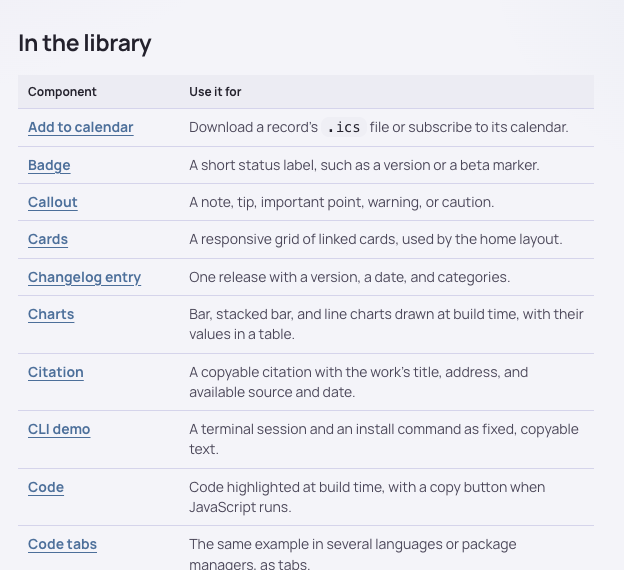 In the library
Component Use it for
Add to calendar Download a record's .ics file or subscribe to its calendar.
Badge A short status label, such as a version or a beta marker.
Callout A note, tip, important point, warning, or caution.
Cards A responsive grid of linked cards, used by the home layout.
Changelog entry One release with a version, a date, and categories.
Charts Bar, stacked bar, and line charts drawn at build time, with their
values in a table.
Citation A copyable citation with the work's title, address, and
available source and date.
CLI demo A terminal session and an install command as fixed, copyable
text.
Code Code highlighted at build time, with a copy button when
JavaScript runs.
Code tabs The same example in several languages or package
managers, as tabs.